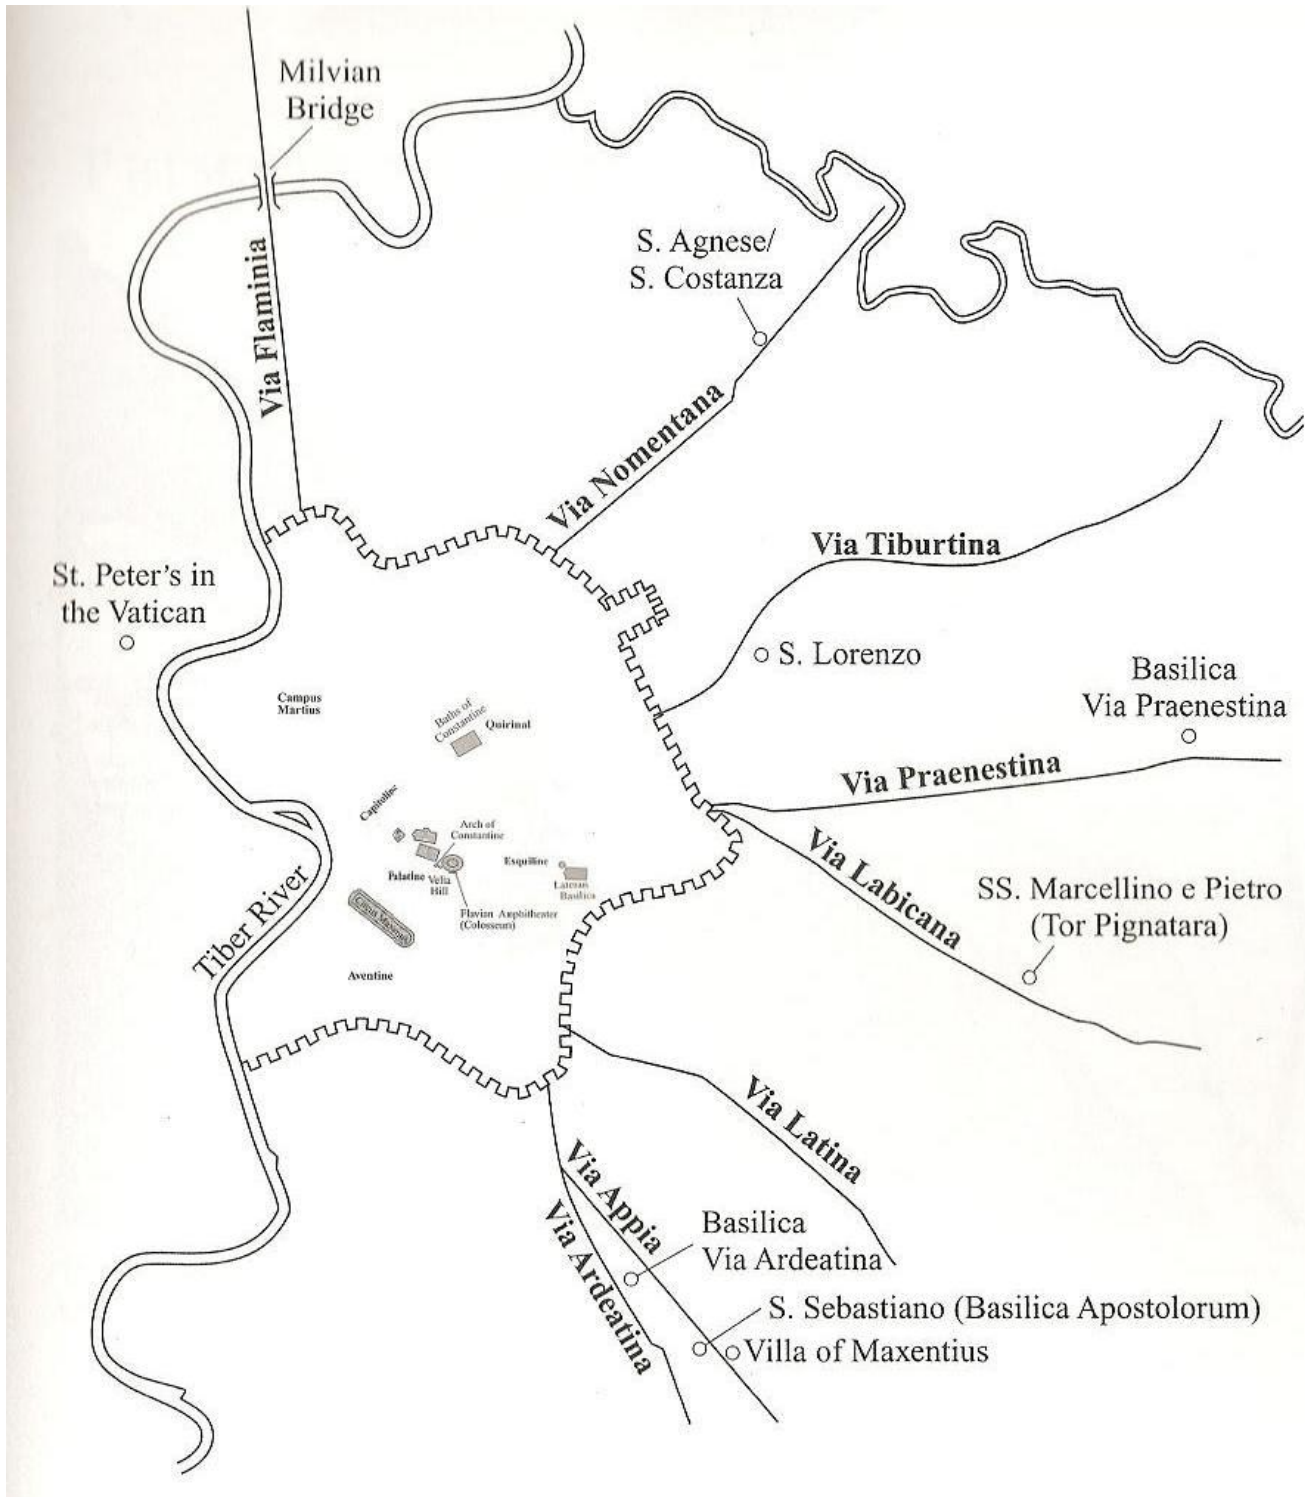 Milvian
Bridge
Via Flaminia
S. Agnese/
S. Costanza
Via Nomentana
Via Tiburtina
St. Peter's in
the Vatican
S. Lorenzo
Basilica
Via Praenestina
Campus
Martius
Baths of
Constantine
Quirinal
Via Praenestina
Capitoline
Arch of
Constantine
Via Labicana
Esquiline
Palatine
Velia
Hill
Lateran
Basilica
SS. Marcellino e Pietro
(Tor Pignatara)
Circus Maximus
Flavian Amphitheater
(Colosseum)
Tiber River
Aventine
Via Latina
Via Appia
Via Ardeatina
Basilica
Via Ardeatina
S. Sebastiano (Basilica Apostolorum)
Villa of Maxentius